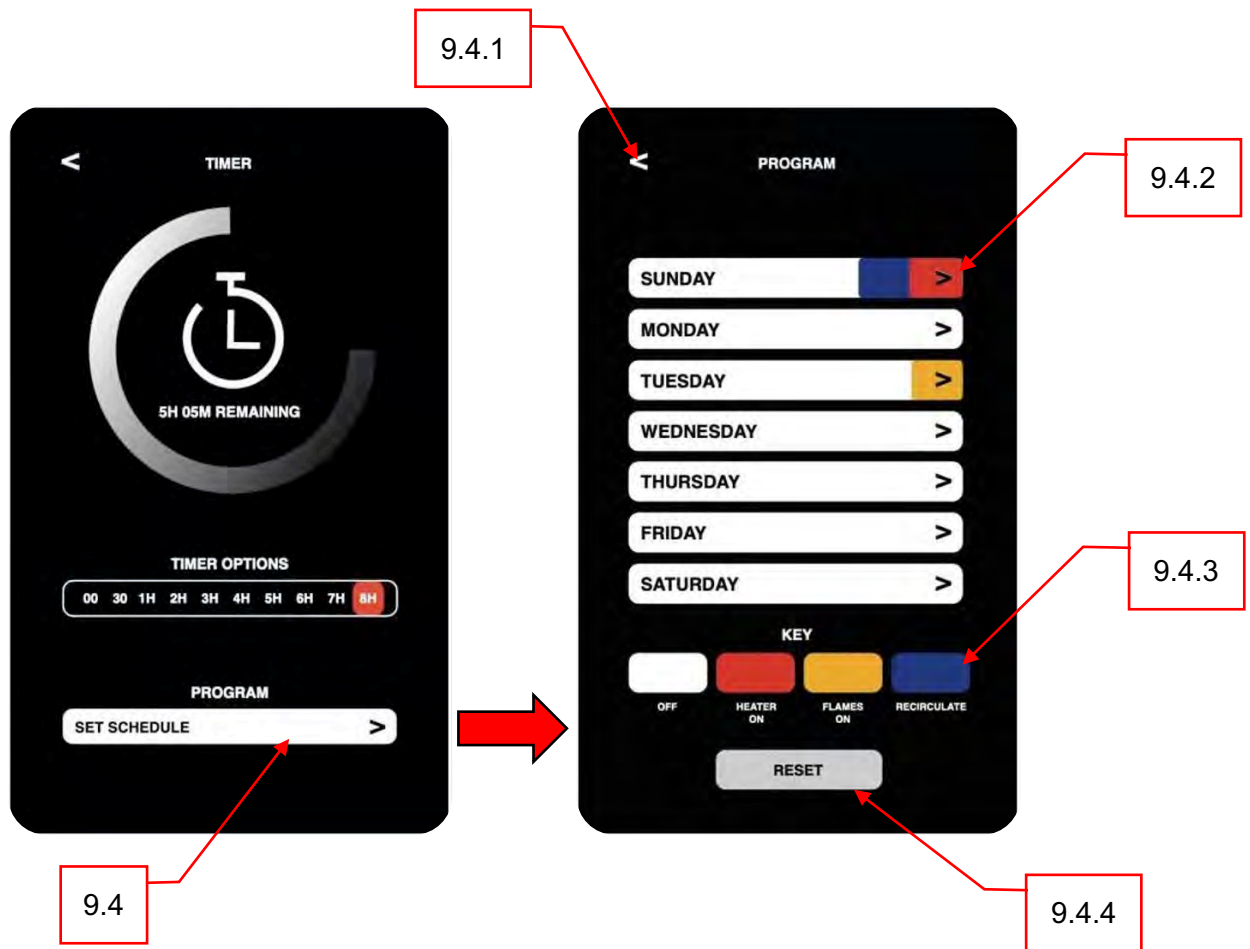 9.4.1
< TIMER
5H 05M REMAINING
TIMER OPTIONS
00 30 1H 2H 3H 4H 5H 6H 7H 8H
PROGRAM
SET SCHEDULE >
9.4
< PROGRAM
9.4.2
SUNDAY >
MONDAY >
TUESDAY >
WEDNESDAY >
THURSDAY >
FRIDAY >
SATURDAY >
9.4.3
KEY
OFF
HEATER
ON
FLAMES
ON
RECIRCULATE
RESET
9.4.4